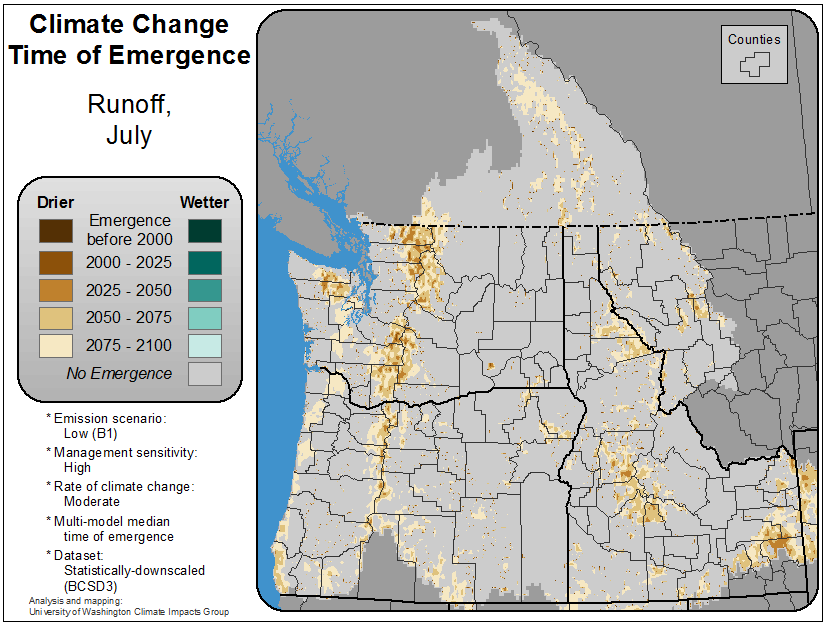 Climate Change
Time of Emergence
Runoff,
July
Drier
Wetter
Emergence
before 2000
2000 - 2025
2025 - 2050
2050 - 2075
2075 - 2100
No Emergence
* Emission scenario:
Low (B1)
* Management sensitivity:
High
* Rate of climate change:
Moderate
* Multi-model median
time of emergence
* Dataset:
Statistically-downscaled
(BCSD3)
Analysis and mapping:
University of Washington Climate Impacts Group
Counties